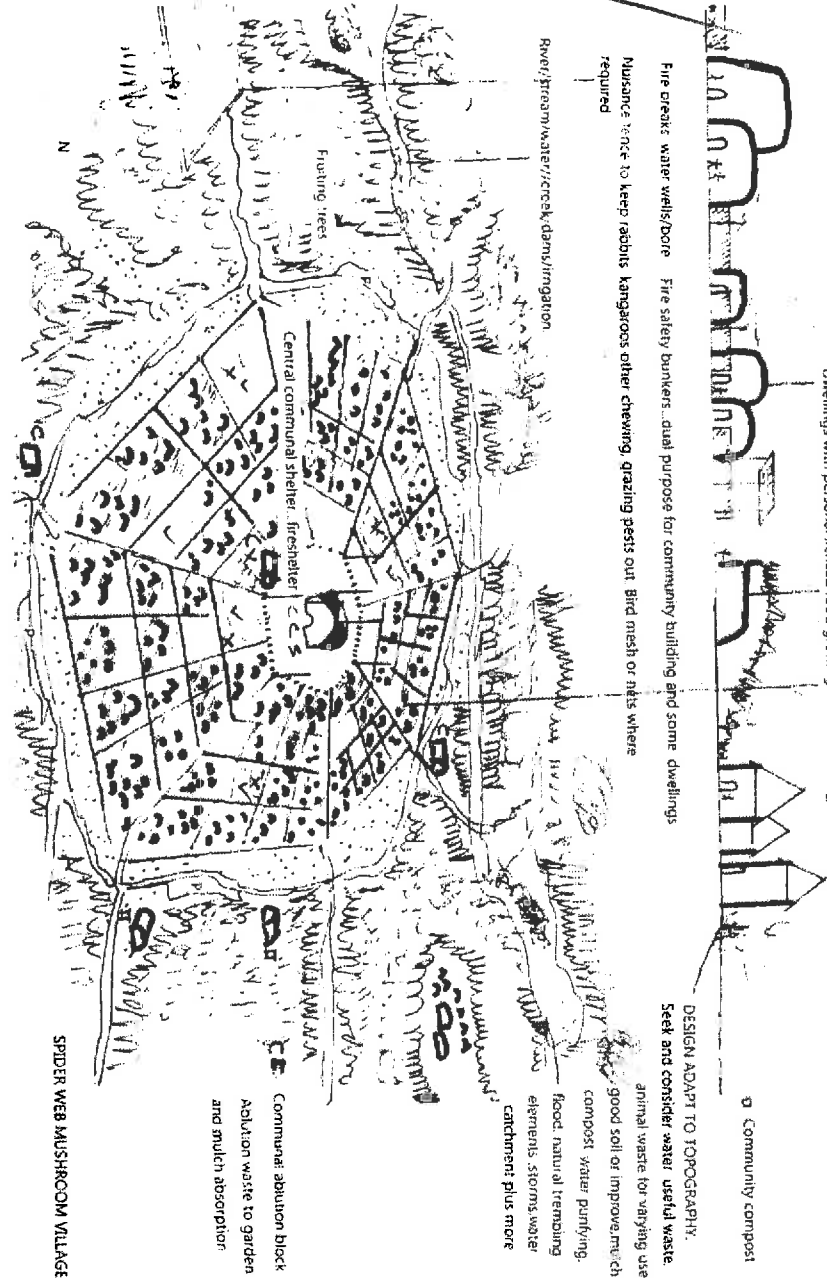 Fire breaks water wells/bore Fire safety bunkers..dual purpose for community building and some dwellings
Nuisance fence to keep rabbits kangaroos other chewing, grazing pests out Bird mesh or nets where
required
River/stream/water//creek/dams/irrigation
Fruiting trees
Central communal shelter..fireshelter
N
P
C
P
C
P
Community compost
DESIGN ADAPT TO TOPOGRAPHY.
Seek and consider water useful waste.
animal waste for varying use
good soil or improve.mulch
compost water purifying.
flood. natural trembling
elements .storms.water
catchment plus more
Communal ablution block
Ablution waste to garden
and mulch absorption
SPIDER WEB MUSHROOM VILLAGE